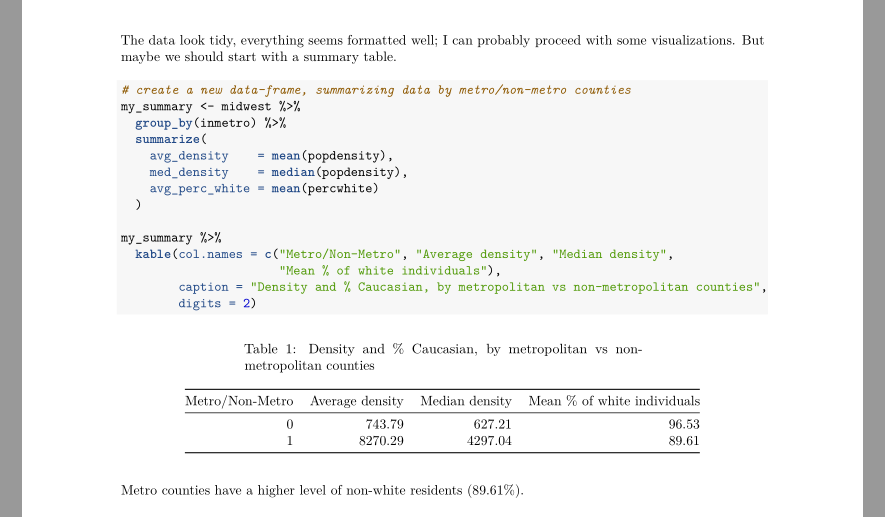 The data look tidy, everything seems formatted well; I can probably proceed with some visualizations. But
maybe we should start with a summary table.
# create a new data-frame, summarizing data by metro/non-metro counties
my_summary <- midwest %>%
  group_by(inmetro) %>%
  summarize(
    avg_density    = mean(popdensity),
    med_density    = median(popdensity),
    avg_perc_white = mean(percwhite)
  )
my_summary %>%
  kable(col.names = c("Metro/Non-Metro", "Average density", "Median density",
                      "Mean % of white individuals"),
        caption = "Density and % Caucasian, by metropolitan vs non-metropolitan counties",
        digits = 2)
Table 1: Density and % Caucasian, by metropolitan vs non-
metropolitan counties
Metro/Non-Metro Average density Median density Mean % of white individuals
0 743.79 627.21 96.53
1 8270.29 4297.04 89.61
Metro counties have a higher level of non-white residents (89.61%).